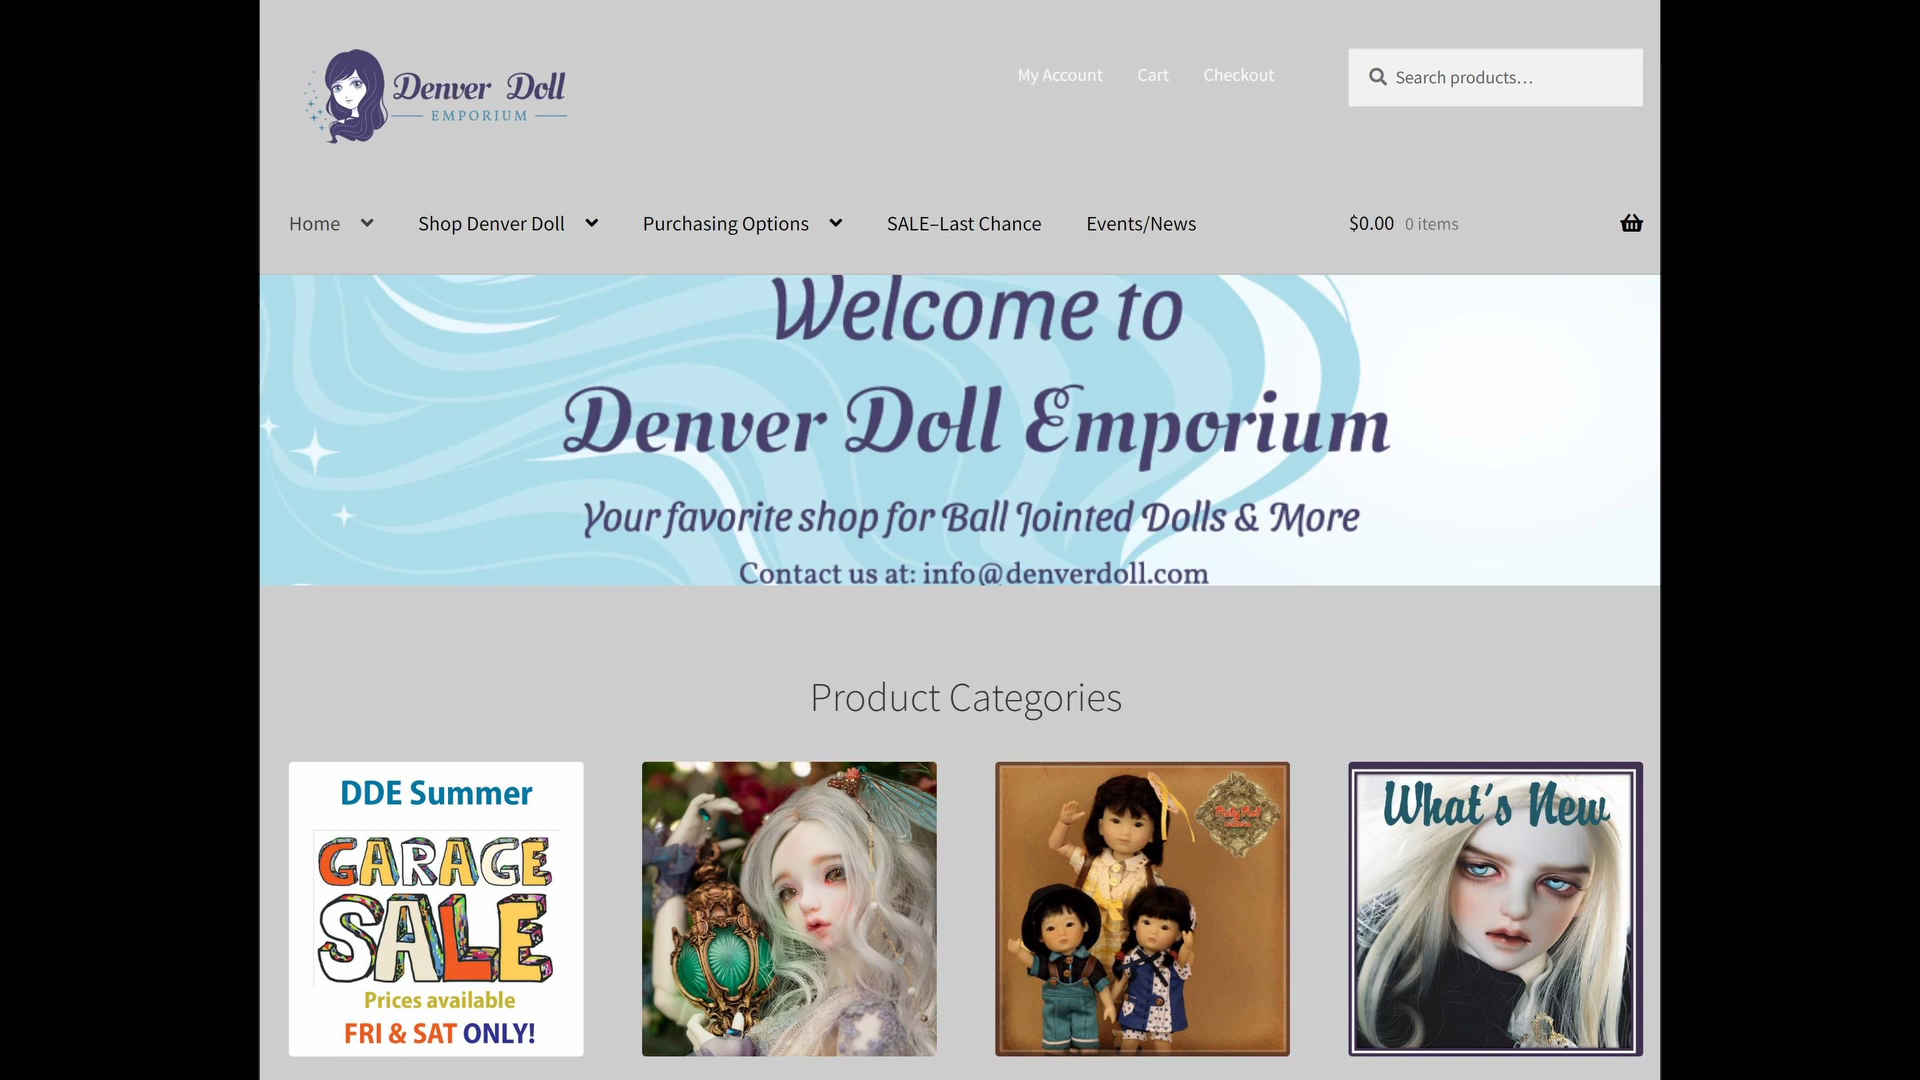 Denver Doll
EMPORIUM
My Account Cart Checkout
Search products…
Home Shop Denver Doll Purchasing Options SALE–Last Chance Events/News
$0.00 0 items
Welcome to
Denver Doll Emporium
Your favorite shop for Ball Jointed Dolls & More
Contact us at: info@denverdoll.com
Product Categories
DDE Summer
GARAGE
SALE
Prices available
FRI & SAT ONLY!
Ruby Red
What's New